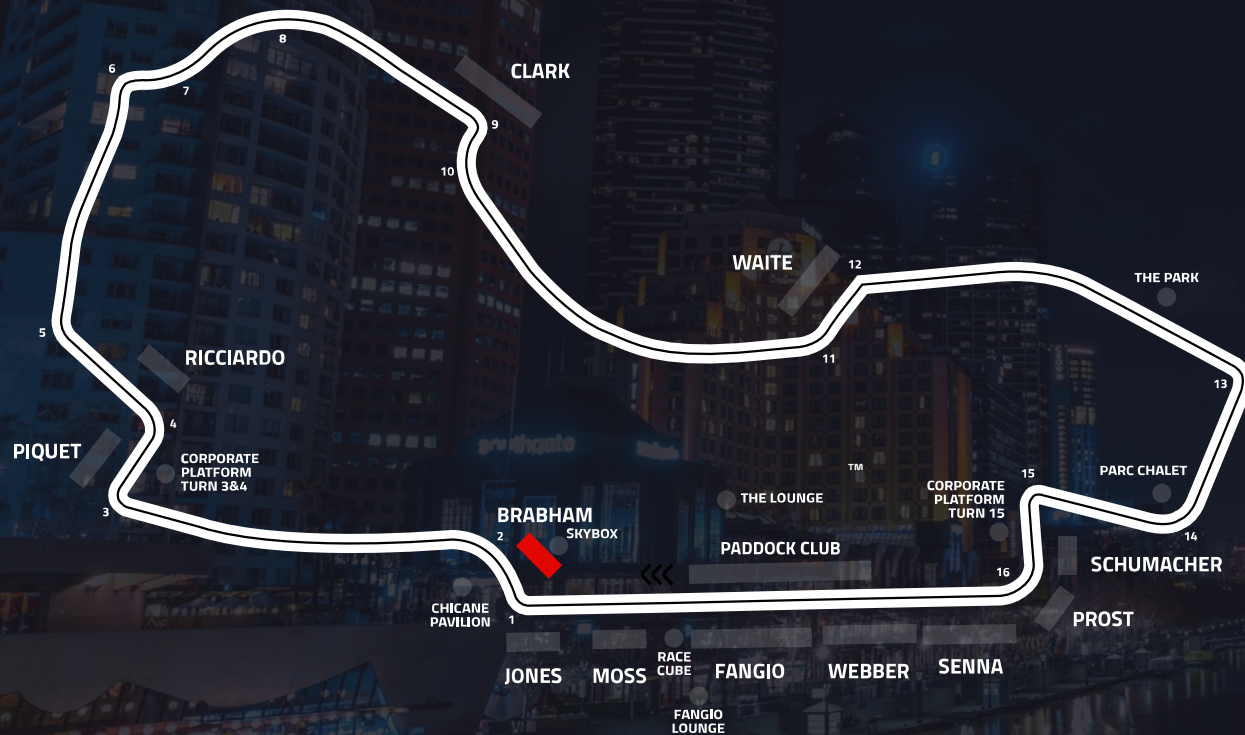 8
6
7
CLARK
9
10
WAITE
12
THE PARK
5
11
RICCIARDO
13
4
PIQUET
CORPORATE
PLATFORM
TURN 3&4
southgate
™
PARC CHALET
15
CORPORATE
PLATFORM
TURN 15
THE LOUNGE
3
BRABHAM
2
SKYBOX
14
PADDOCK CLUB
SCHUMACHER
16
CHICANE
PAVILION
1
PROST
JONES
MOSS
RACE
CUBE
FANGIO
WEBBER
SENNA
FANGIO
LOUNGE